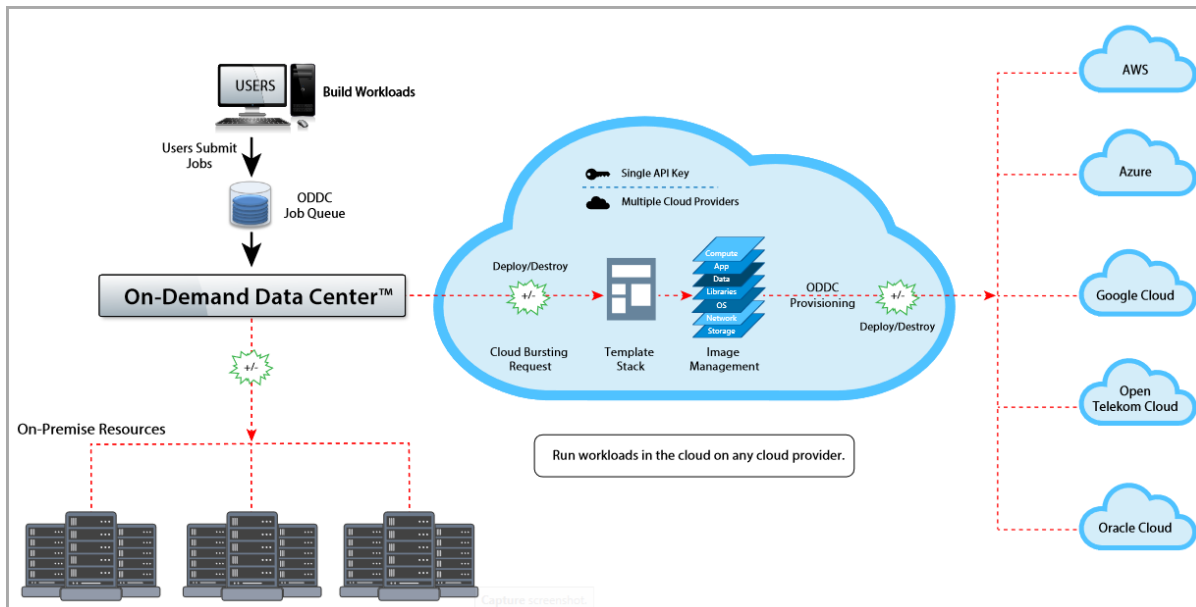 USERS
Build Workloads
Users Submit
Jobs
ODDC
Job Queue
On-Demand Data Center™
+/-
On-Premise Resources
Single API Key
Multiple Cloud Providers
Deploy/Destroy
+/-
Cloud Bursting
Request
Template
Stack
Compute
App
Data
Libraries
OS
Network
Storage
Image
Management
ODDC
Provisioning
+/-
Deploy/Destroy
Run workloads in the cloud on any cloud provider.
AWS
Azure
Google Cloud
Open
Telekom Cloud
Oracle Cloud
Capture screenshot.